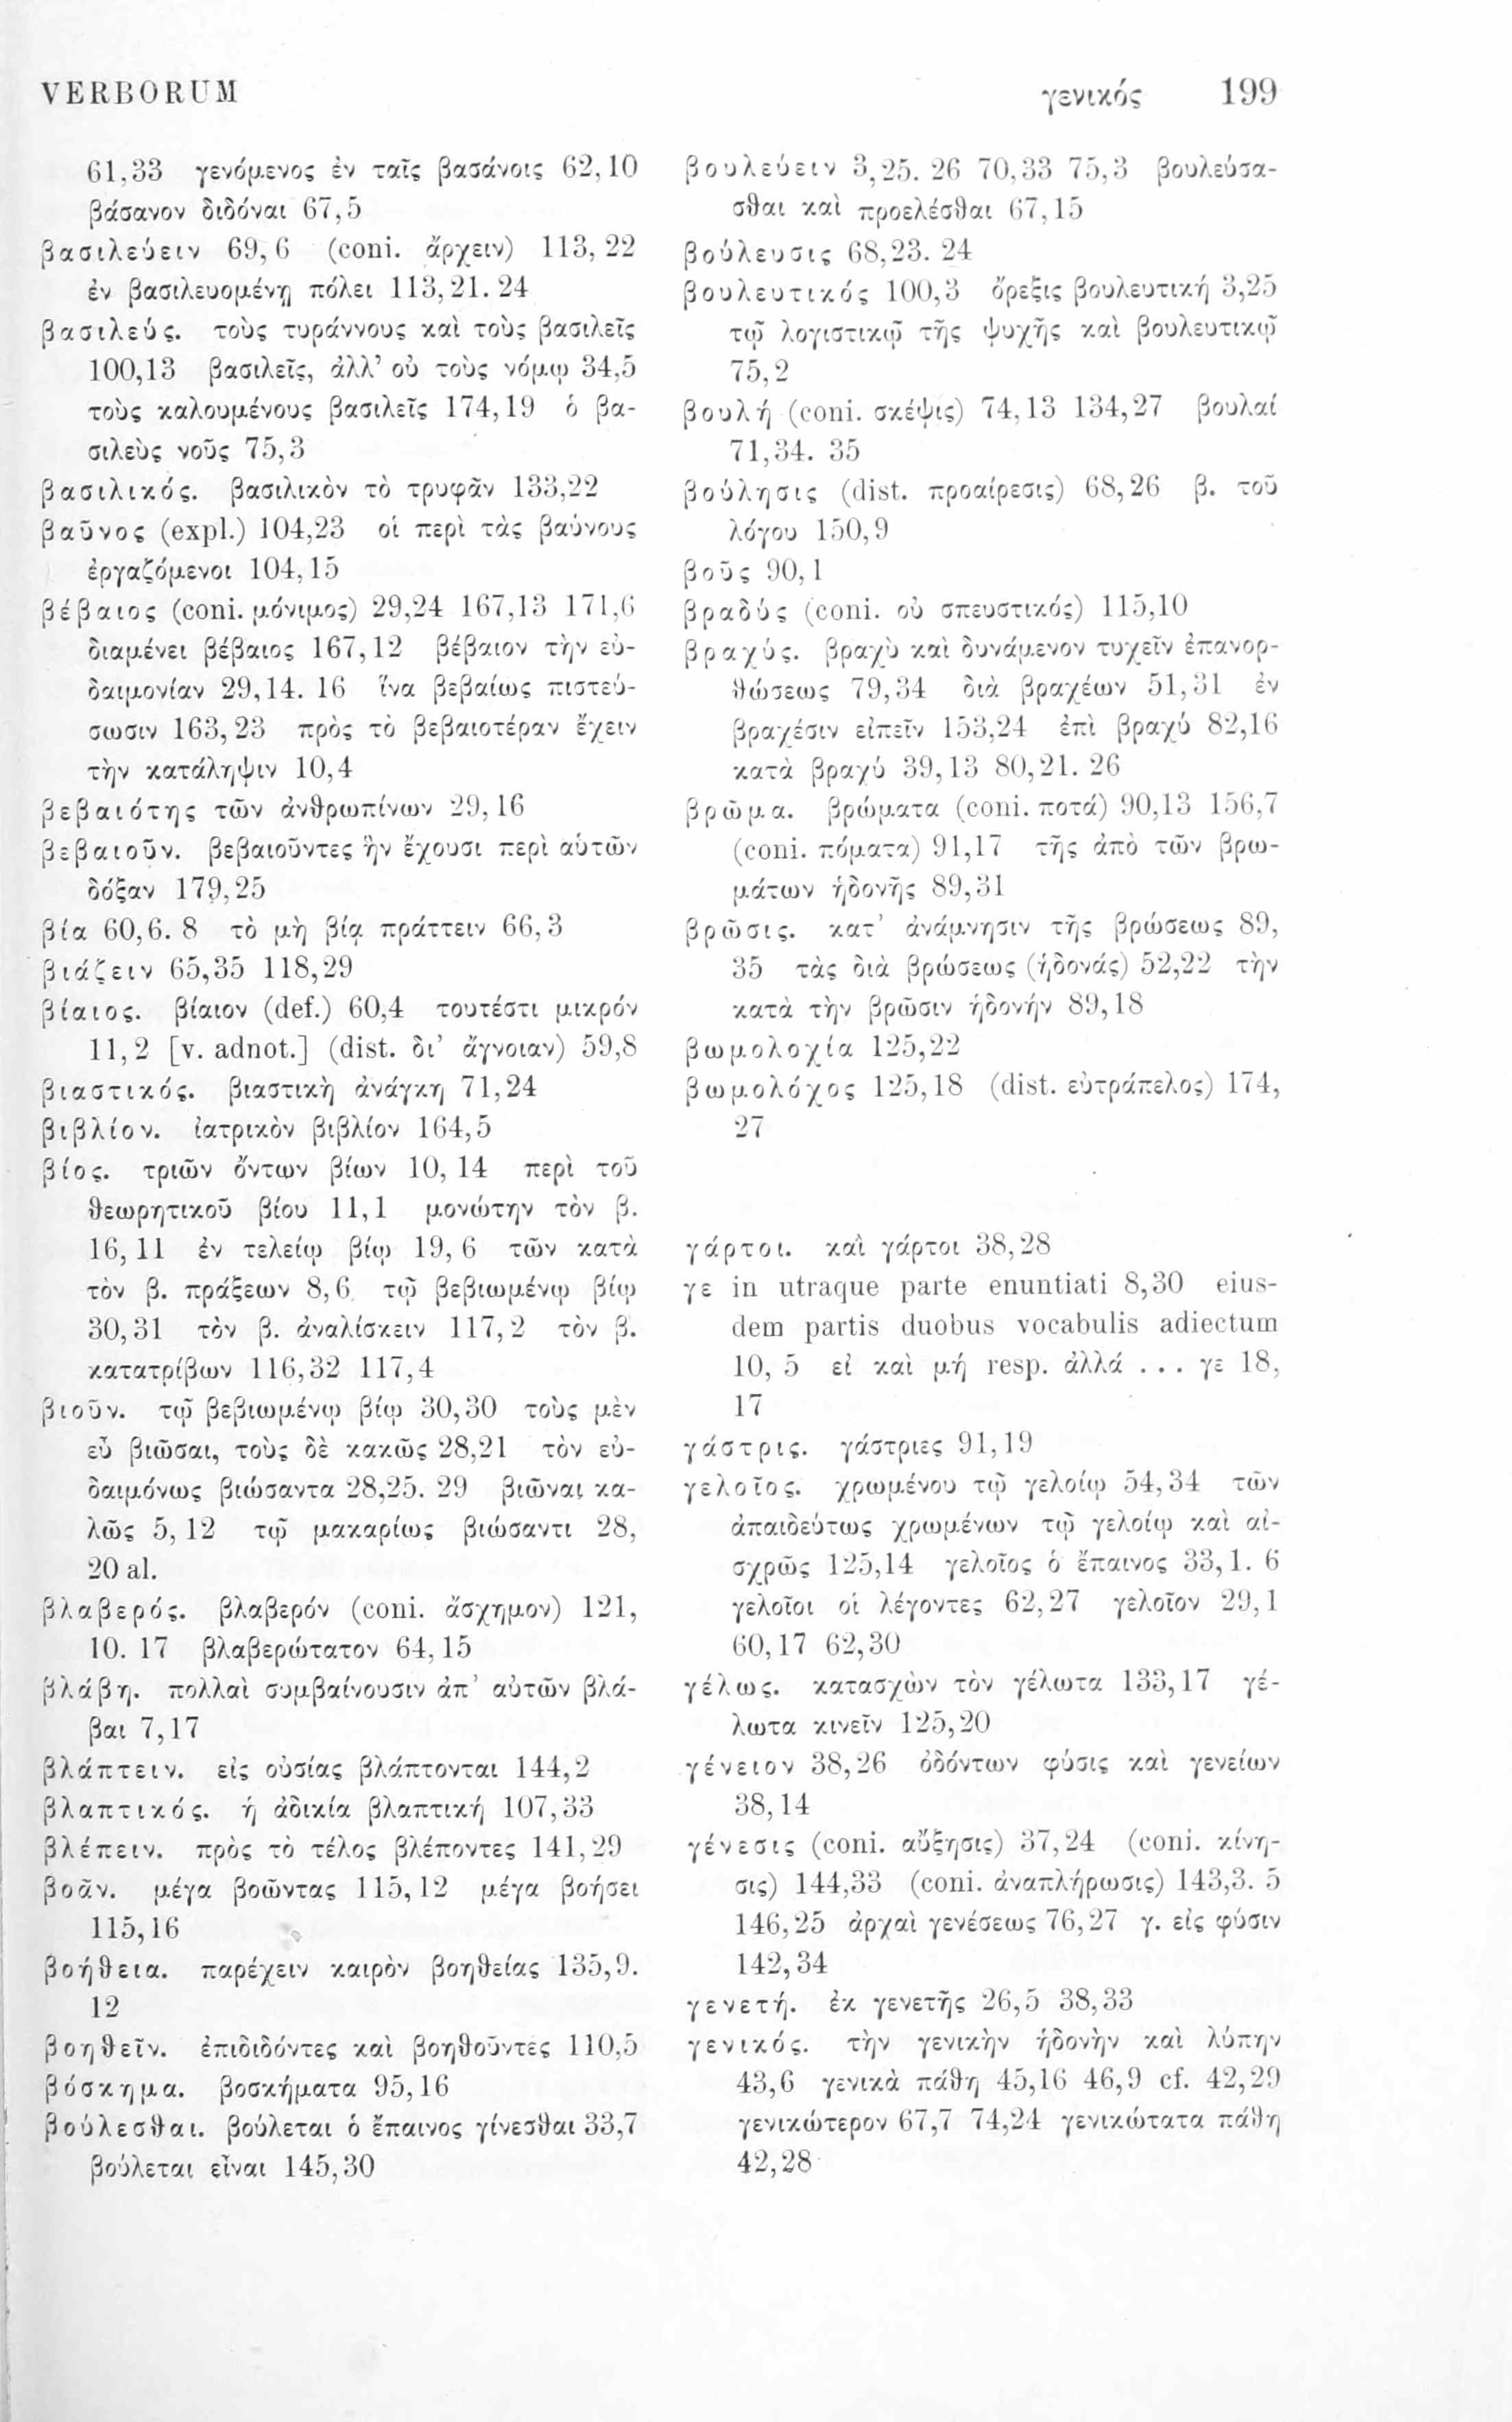 VERBORUM γενικός 199
61,33 γενόμενος ἐν ταῖς βασάνοις 62,10
βάσανον διδόναι 67,5
βασιλεύειν 69,6 (coni. ἄρχειν) 113,22
ἐν βασιλευομένῃ πόλει 113,21. 24
βασιλεύς. τοὺς τυράννους καὶ τοὺς βασιλεῖς
100,13 βασιλεῖς, ἀλλ’ οὐ τοὺς νόμῳ 34,5
τοὺς καλουμένους βασιλεῖς 174,19 ὁ βα-
σιλεὺς νοῦς 75,3
βασιλικός. βασιλικὸν τὸ τρυφᾶν 133,22
βαῦνος (expl.) 104,23 οἱ περὶ τὰς βαύνους
ἐργαζόμενοι 104,15
βέβαιος (coni. μόνιμος) 29,24 167,13 171,6
διαμένει βέβαιος 167,12 βέβαιον τὴν εὐ-
δαιμονίαν 29,14. 16 ἵνα βεβαίως πιστεύ-
σωσιν 163,23 πρὸς τὸ βεβαιοτέραν ἔχειν
τὴν κατάληψιν 10,4
βεβαιότης τῶν ἀνθρωπίνων 29,16
βεβαιοῦν. βεβαιοῦντες ἣν ἔχουσι περὶ αὑτῶν
δόξαν 179,25
βία 60,6. 8 τὸ μὴ βίᾳ πράττειν 66,3
βιάζειν 65,35 118,29
βίαιος. βίαιον (def.) 60,4 τουτέστι μικρόν
11,2 [v. adnot.] (dist. δι’ ἄγνοιαν) 59,8
βιαστικός. βιαστικὴ ἀνάγκη 71,24
βιβλίον. ἰατρικὸν βιβλίον 164,5
βίος. τριῶν ὄντων βίων 10,14 περὶ τοῦ
θεωρητικοῦ βίου 11,1 μονώτην τὸν β.
16,11 ἐν τελείῳ βίῳ 19,6 τῶν κατὰ
τὸν β. πράξεων 8,6 τῷ βεβιωμένῳ βίῳ
30,31 τὸν β. ἀναλίσκειν 117,2 τὸν β.
κατατρίβων 116,32 117,4
βιοῦν. τῷ βεβιωμένῳ βίῳ 30,30 τοὺς μὲν
εὖ βιῶσαι, τοὺς δὲ κακῶς 28,21 τὸν εὐ-
δαιμόνως βιώσαντα 28,25. 29 βιῶναι κα-
λῶς 5,12 τῷ μακαρίως βιώσαντι 28,
20 al.
βλαβερός. βλαβερόν (coni. ἄσχημον) 121,
10. 17 βλαβερώτατον 64,15
βλάβη. πολλαὶ συμβαίνουσιν ἀπ’ αὐτῶν βλά-
βαι 7,17
βλάπτειν. εἰς οὐσίας βλάπτονται 144,2
βλαπτικός. ἡ ἀδικία βλαπτική 107,33
βλέπειν. πρὸς τὸ τέλος βλέποντες 141,29
βοᾶν. μέγα βοῶντας 115,12 μέγα βοήσει
115,16
βοήθεια. παρέχειν καιρὸν βοηθείας 135,9.
12
βοηθεῖν. ἐπιδιδόντες καὶ βοηθοῦντες 110,5
βόσκημα. βοσκήματα 95,16
βούλεσθαι. βούλεται ὁ ἔπαινος γίνεσθαι 33,7
βούλεται εἶναι 145,30
βουλεύειν 3,25. 26 70,33 75,3 βουλεύσα-
σθαι καὶ προελέσθαι 67,15
βούλευσις 68,23. 24
βουλευτικός 100,3 ὄρεξις βουλευτική 3,25
τῷ λογιστικῷ τῆς ψυχῆς καὶ βουλευτικῷ
75,2
βουλή (coni. σκέψις) 74,13 134,27 βουλαί
71,34. 35
βούλησις (dist. προαίρεσις) 68,26 β. τοῦ
λόγου 150,9
βοῦς 90,1
βραδύς (coni. οὐ σπευστικός) 115,10
βραχύς. βραχὺ καὶ δυνάμενον τυχεῖν ἐπανορ-
θώσεως 79,34 διὰ βραχέων 51,31 ἐν
βραχέσιν εἰπεῖν 153,24 ἐπὶ βραχύ 82,16
κατὰ βραχύ 39,13 80,21. 26
βρῶμα. βρώματα (coni. ποτά) 90,13 156,7
(coni. πόματα) 91,17 τῆς ἀπὸ τῶν βρω-
μάτων ἡδονῆς 89,31
βρῶσις. κατ’ ἀνάμνησιν τῆς βρώσεως 89,
35 τὰς διὰ βρώσεως (ἡδονάς) 52,22 τὴν
κατὰ τὴν βρῶσιν ἡδονήν 89,18
βωμολοχία 125,22
βωμολόχος 125,18 (dist. εὐτράπελος) 174,
27
γάρτοι. καὶ γάρτοι 38,28
γε in utraque parte enuntiati 8,30 eius-
dem partis duobus vocabulis adiectum
10,5 εἰ καὶ μή resp. ἀλλά ... γε 18,
17
γάστρις. γάστριες 91,19
γελοῖος. χρωμένου τῷ γελοίῳ 54,34 τῶν
ἀπαιδεύτως χρωμένων τῷ γελοίῳ καὶ αἰ-
σχρῶς 125,14 γελοῖος ὁ ἔπαινος 33,1. 6
γελοῖοι οἱ λέγοντες 62,27 γελοῖον 29,1
60,17 62,30
γέλως. κατασχὼν τὸν γέλωτα 133,17 γέ-
λωτα κινεῖν 125,20
γένειον 38,26 ὀδόντων φύσις καὶ γενείων
38,14
γένεσις (coni. αὔξησις) 37,24 (coni. κίνη-
σις) 144,33 (coni. ἀναπλήρωσις) 143,3. 5
146,25 ἀρχαὶ γενέσεως 76,27 γ. εἰς φύσιν
142,34
γενετή. ἐκ γενετῆς 26,5 38,33
γενικός. τὴν γενικὴν ἡδονὴν καὶ λύπην
43,6 γενικὰ πάθη 45,16 46,9 cf. 42,29
γενικώτερον 67,7 74,24 γενικώτατα πάθη
42,28